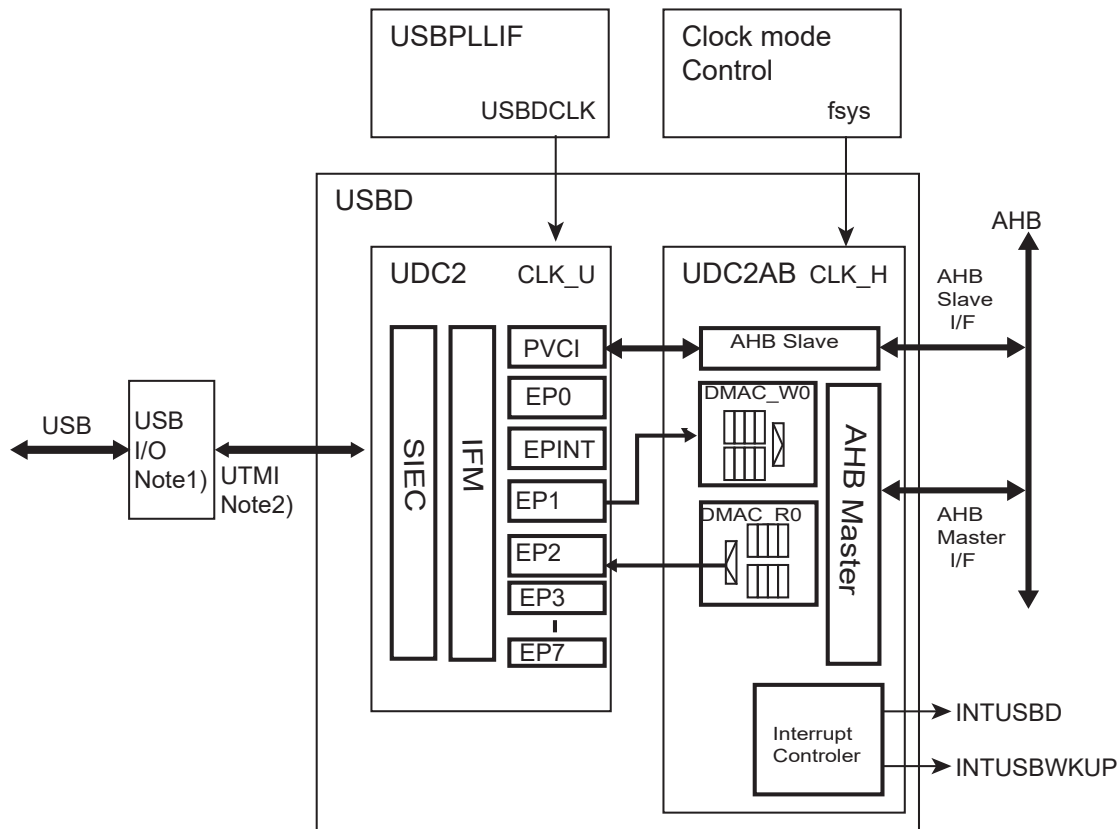 USBPLLIF
USBDCLK
Clock mode
Control
fsys
USBD
UDC2
CLK_U
UDC2AB
CLK_H
AHB
AHB
Slave
I/F
PVCI
AHB Slave
EP0
DMAC_W0
USB
USB
I/O
Note1)
UTMI
Note2)
SIEC
IFM
EPINT
EP1
DMAC_R0
AHB Master
AHB
Master
I/F
EP2
EP3
EP7
Interrupt
Controler
INTUSBD
INTUSBWKUP